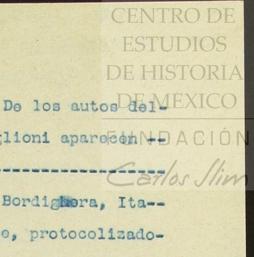 CENTRO DE
ESTUDIOS
DE HISTORIA
DE MEXICO
FUNDACIÓN
Carlos Slim
De los autos del-
glioni aparecen --
-----------------
Bordighera, Ita--
e, protocolizado-